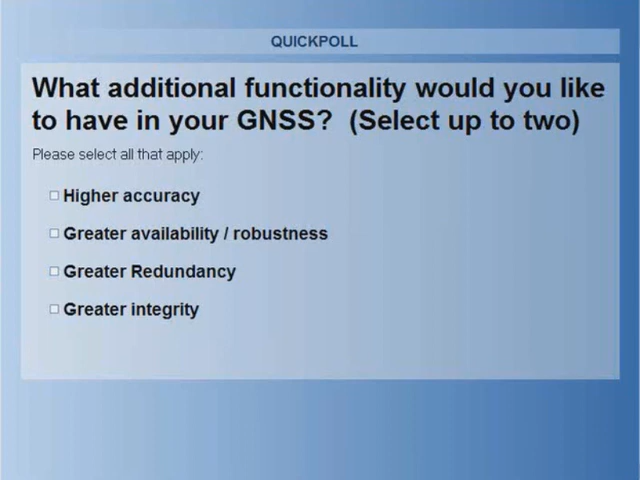 QUICKPOLL
What additional functionality would you like
to have in your GNSS?  (Select up to two)
Please select all that apply:
Higher accuracy
Greater availability / robustness
Greater Redundancy
Greater integrity